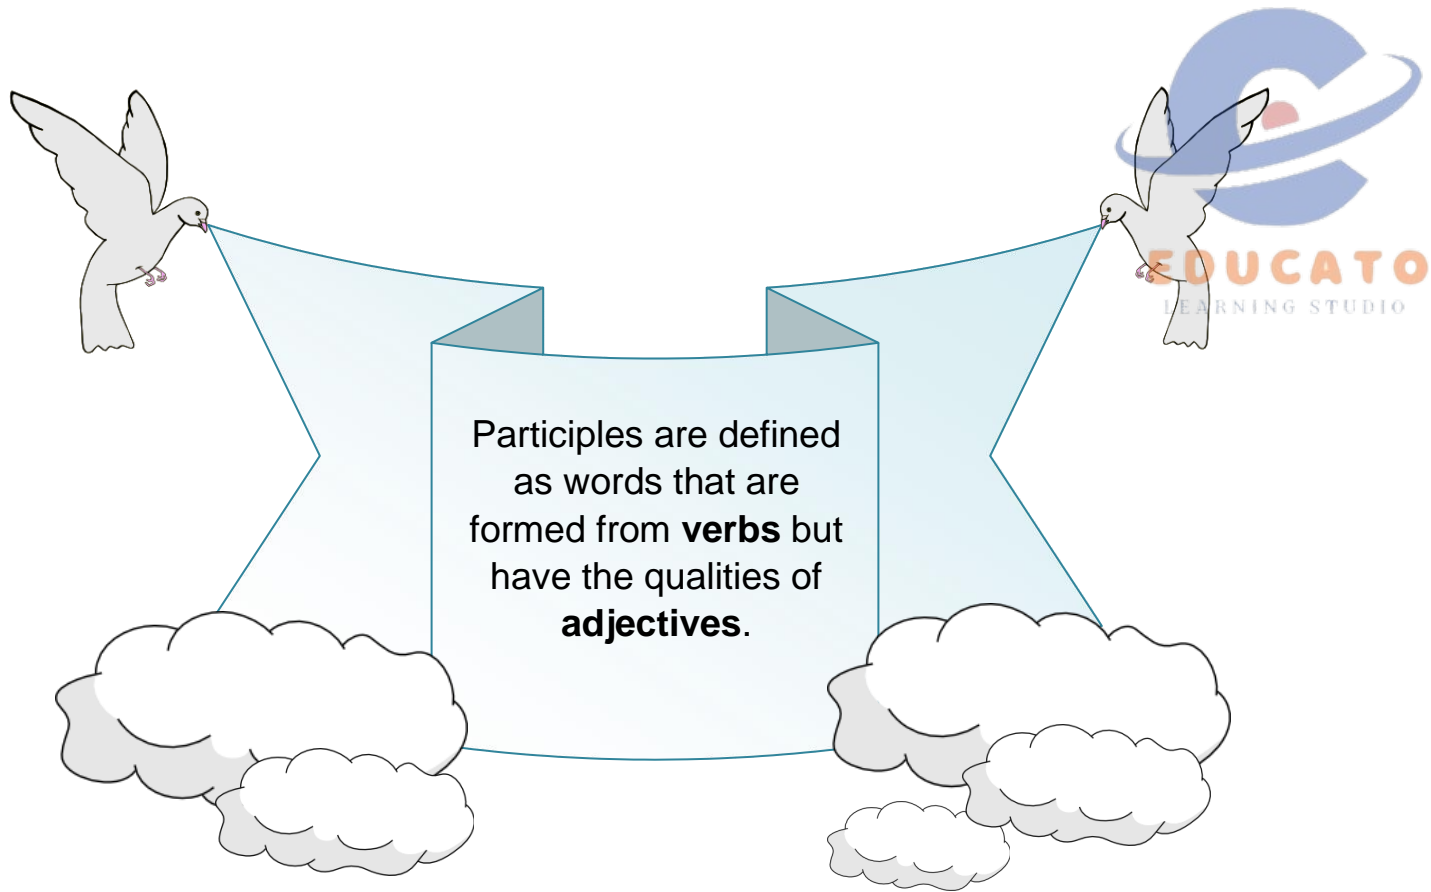 EDUCATO
LEARNING STUDIO
Participles are defined
as words that are
formed from verbs but
have the qualities of
adjectives.